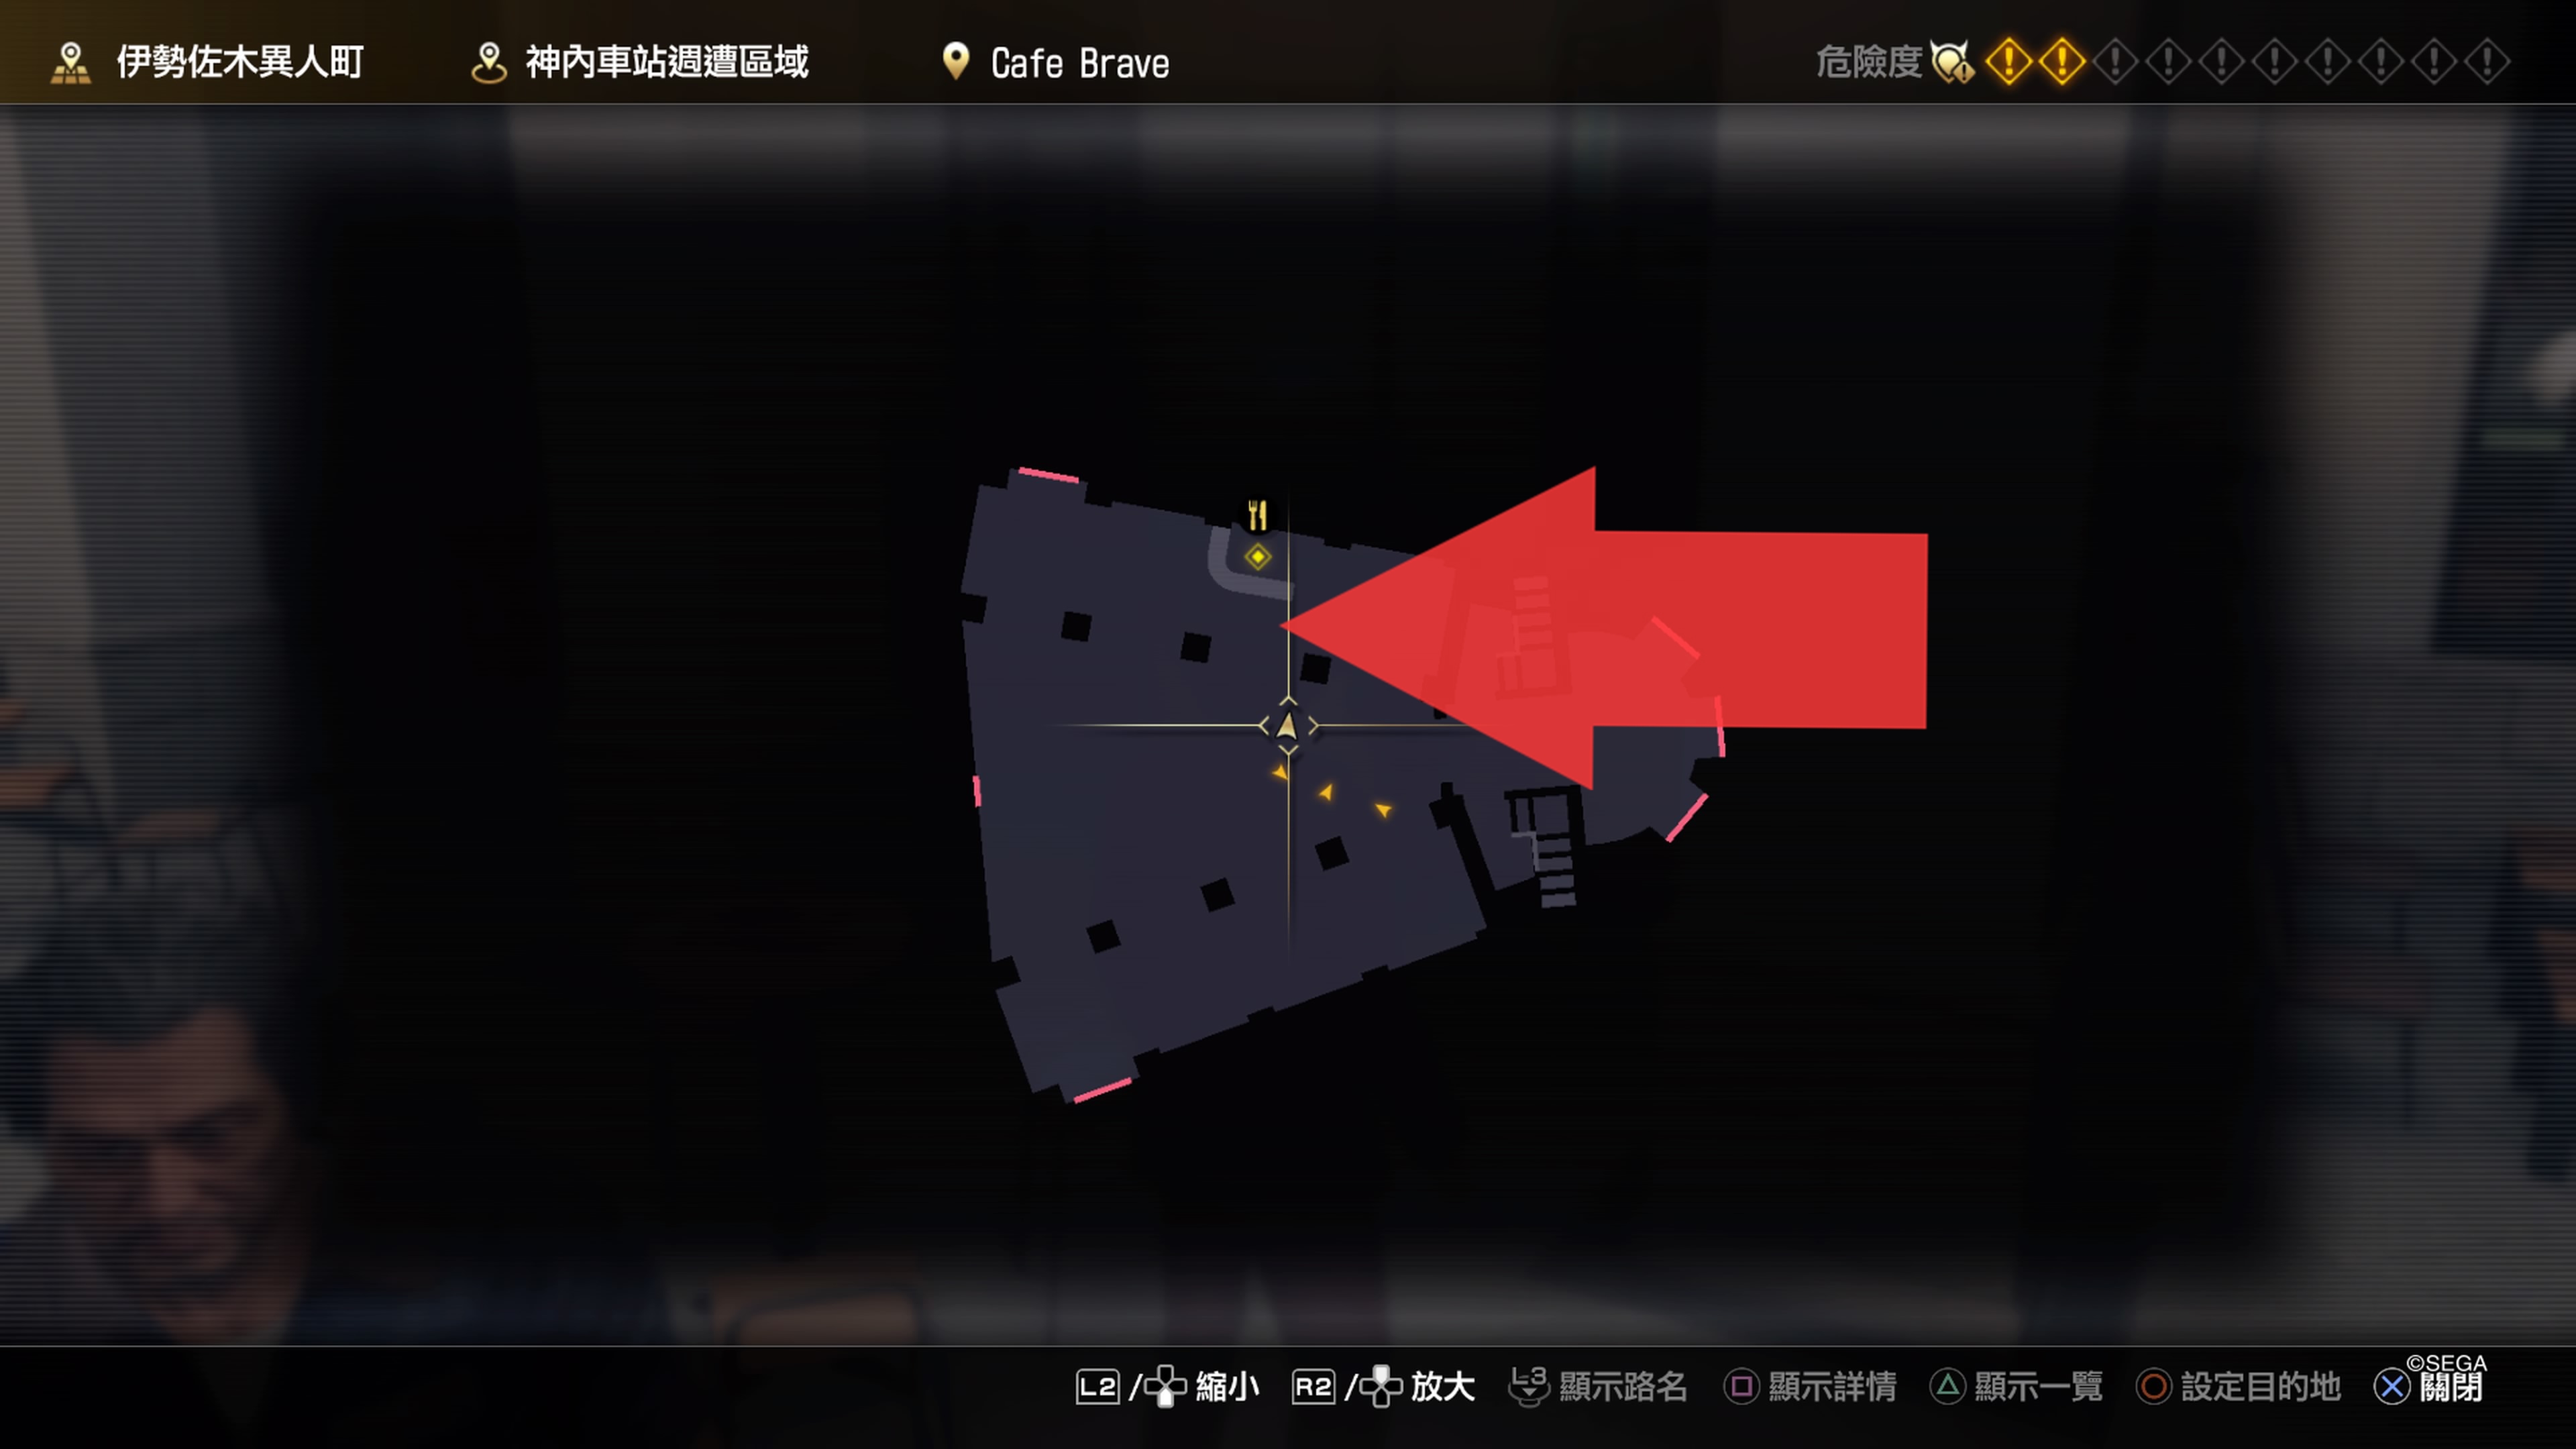 伊勢佐木異人町
神內車站週遭區域
Cafe Brave
危險度
L2 / 縮小
R2 / 放大
L3 顯示路名
顯示詳情
顯示一覽
設定目的地
©SEGA
關閉